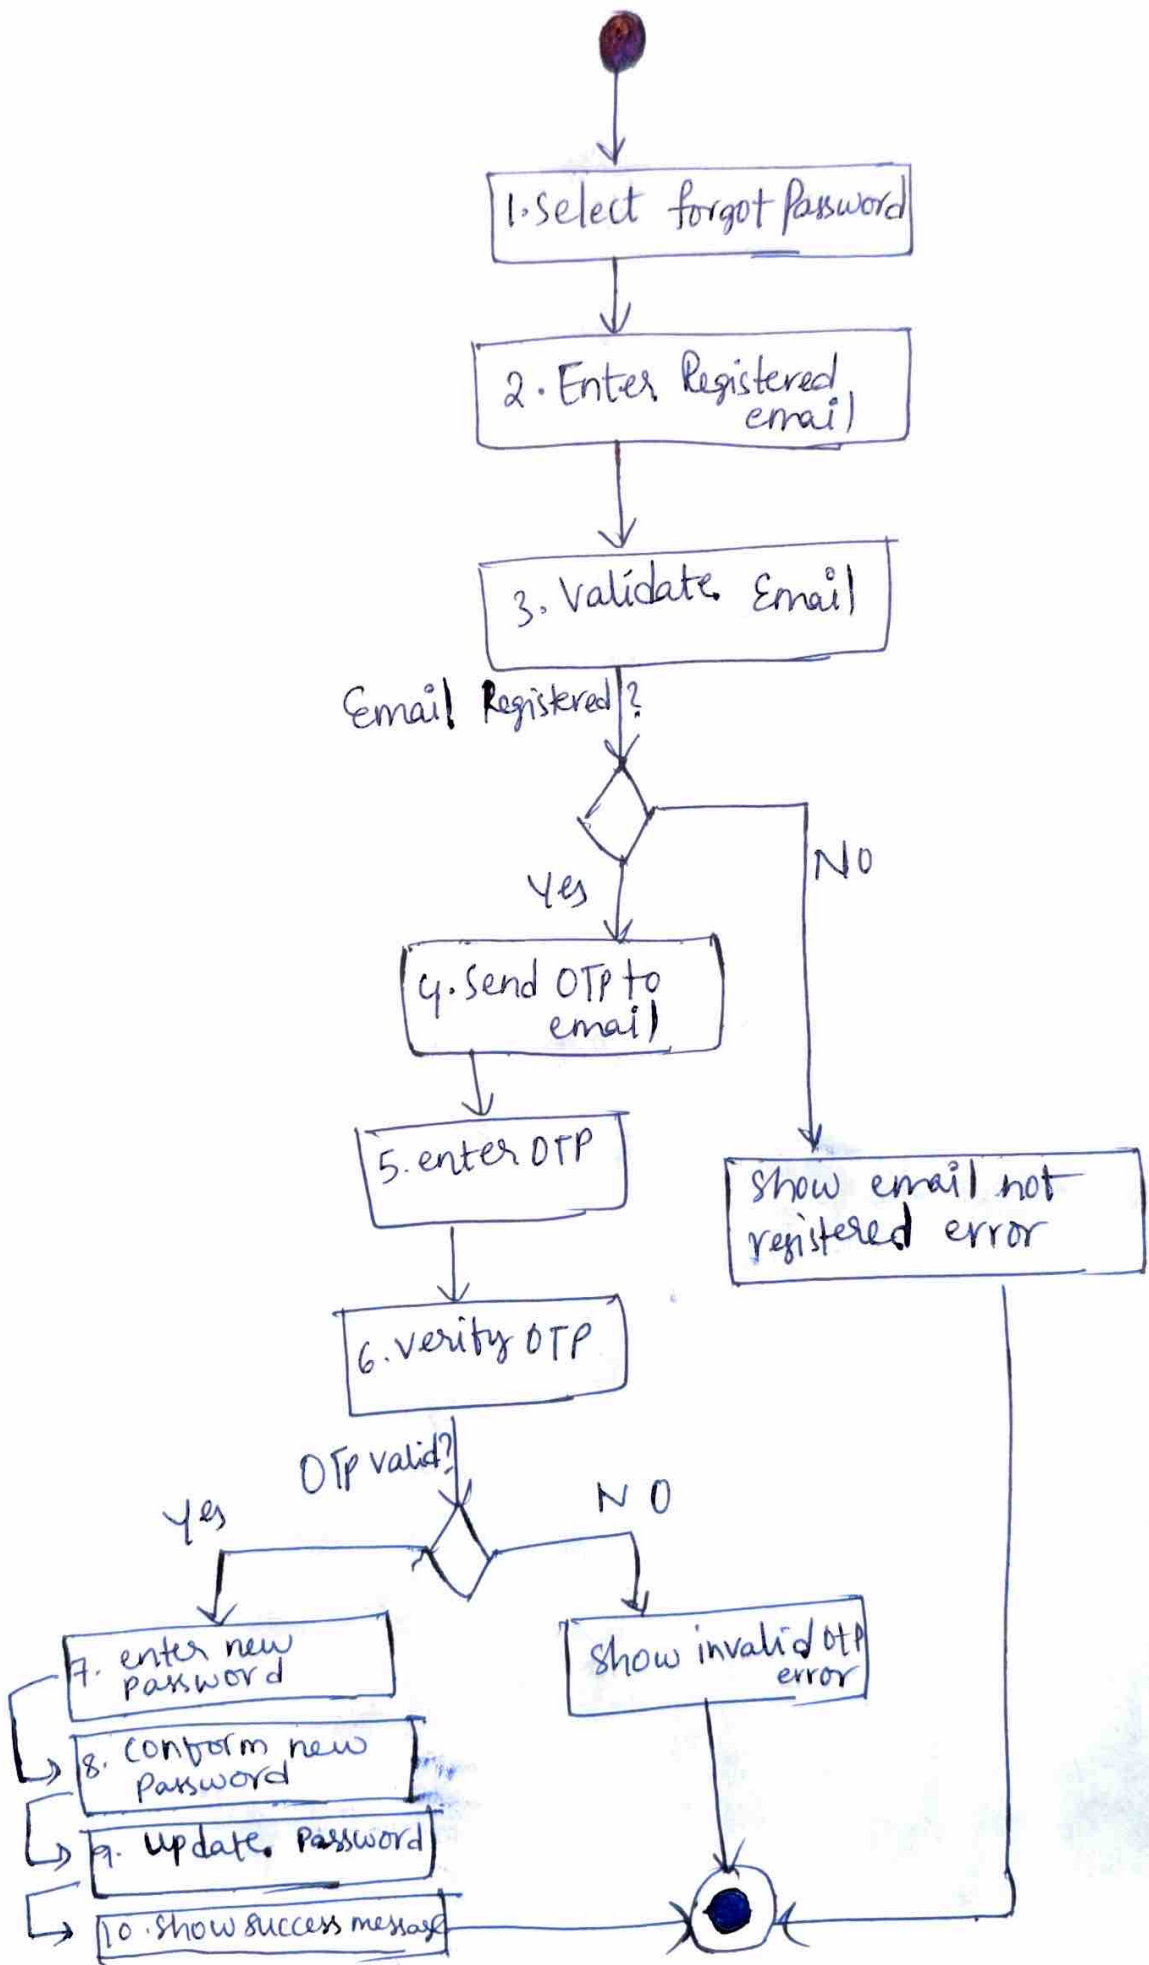 1. Select forgot Password
2. Enter Registered
email
3. Validate Email
Email Registered?
NO
Yes
4. Send OTP to
email
5. enter OTP
show email not
registered error
6. verify OTP
OTP valid?
Yes
NO
7. enter new
password
show invalid OTP
error
8. conform new
password
9. update password
10. show success message